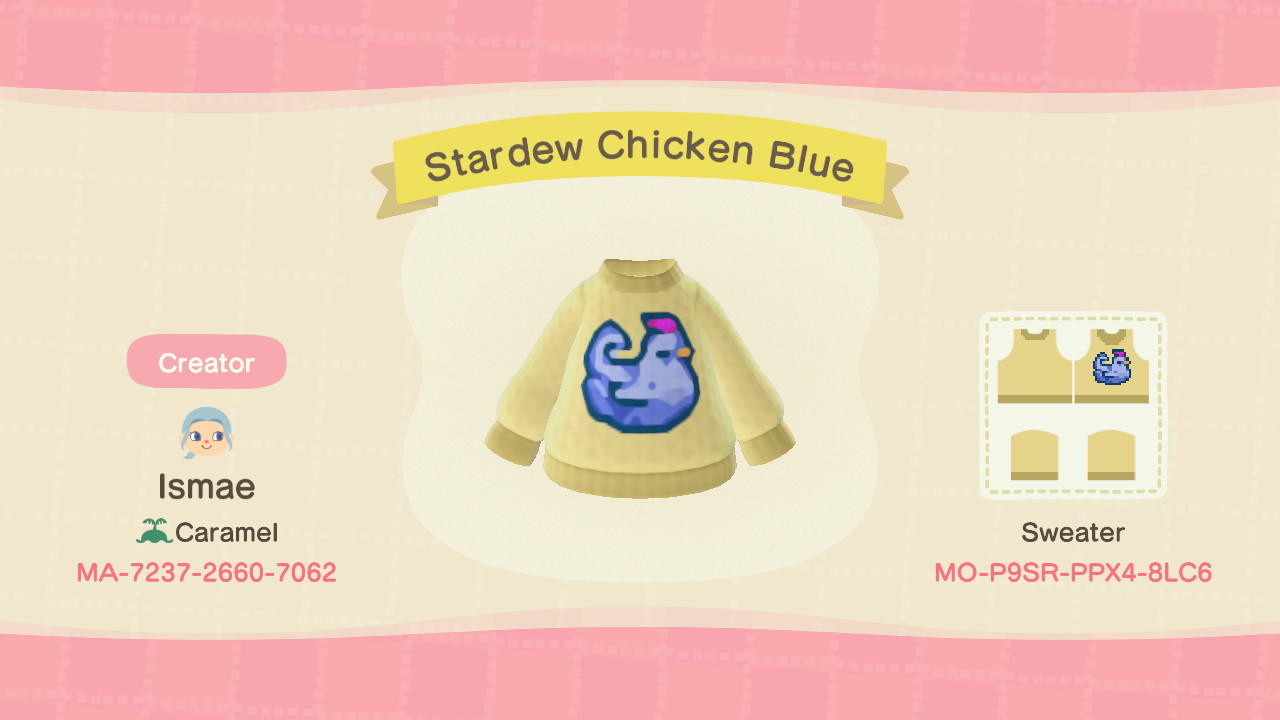 Stardew Chicken Blue
Creator
Ismae
Caramel
MA-7237-2660-7062
Sweater
MO-P9SR-PPX4-8LC6